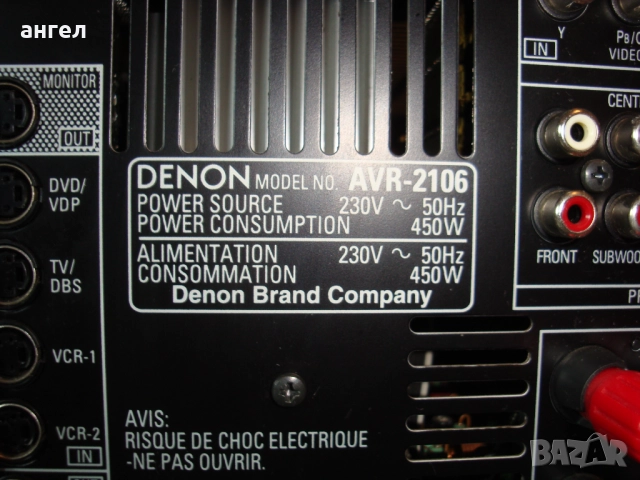 ангел
MONITOR
OUT
DVD/
VDP
TV/
DBS
VCR-1
VCR-2
IN
DENON MODEL NO. AVR-2106
POWER SOURCE 230V ~ 50Hz
POWER CONSUMPTION 450W
ALIMENTATION 230V ~ 50Hz
CONSOMMATION 450W
Denon Brand Company
AVIS:
RISQUE DE CHOC ELECTRIQUE
-NE PAS OUVRIR.
Y
IN
VIDEO
FRONT
BAZAR